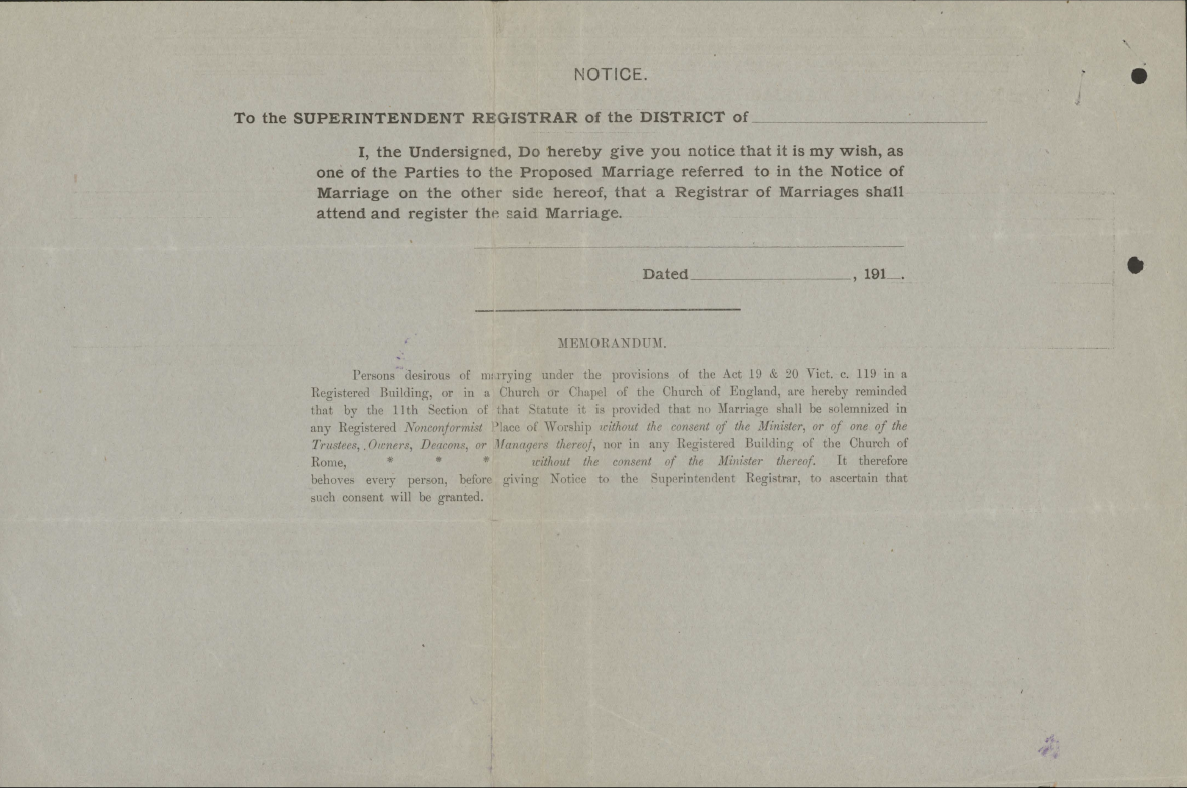 NOTICE.
To the SUPERINTENDENT REGISTRAR of the DISTRICT of
I, the Undersigned, Do hereby give you notice that it is my wish, as
one of the Parties to the Proposed Marriage referred to in the Notice of
Marriage on the other side hereof, that a Registrar of Marriages shall
attend and register the said Marriage.
Dated , 191 .
MEMORANDUM.
Persons desirous of marrying under the provisions of the Act 19 & 20 Vict. c. 119 in a
Registered Building, or in a Church or Chapel of the Church of England, are hereby reminded
that by the 11th Section of that Statute it is provided that no Marriage shall be solemnized in
any Registered Nonconformist Place of Worship without the consent of the Minister, or of one of the
Trustees, Owners, Deacons, or Managers thereof, nor in any Registered Building of the Church of
Rome, * * * without the consent of the Minister thereof. It therefore
behoves every person, before giving Notice to the Superintendent Registrar, to ascertain that
such consent will be granted.